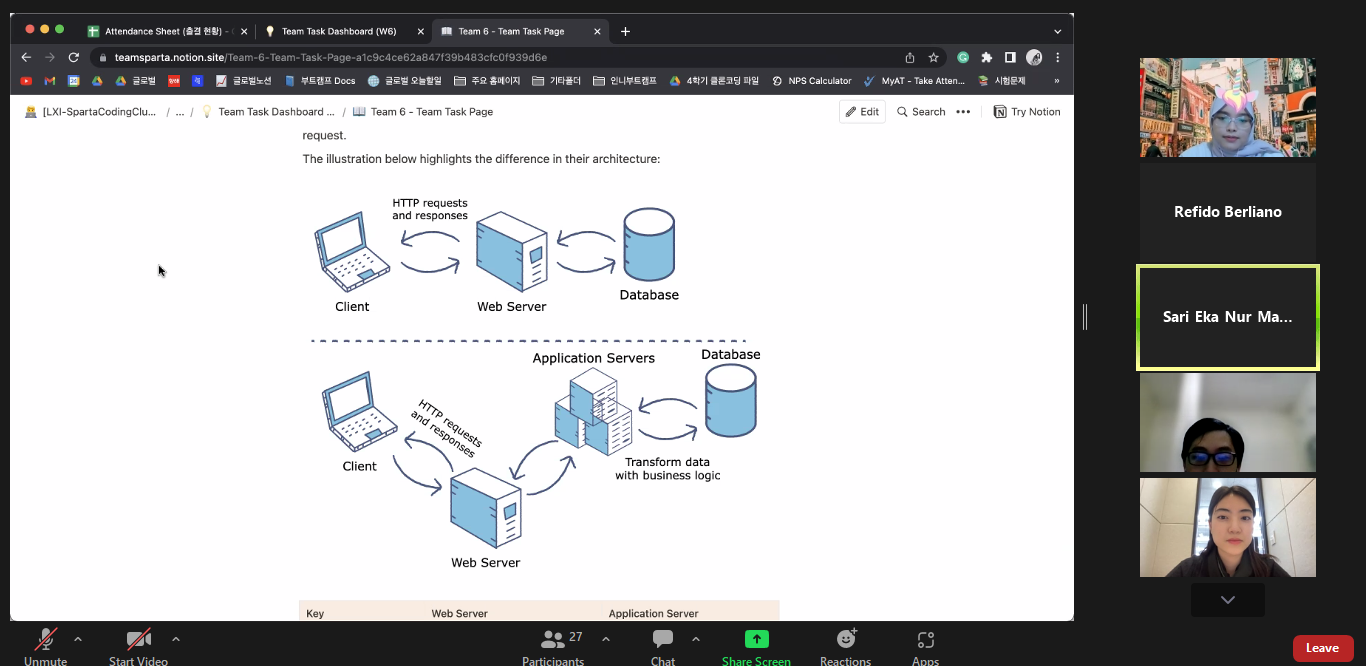 Attendance Sheet (출결 현황) -
Team Task Dashboard (W6)
Team 6 - Team Task Page
teamsparta.notion.site/Team-6-Team-Task-Page-a1c9c4ce62a847f39b483cfc0f939d6e
글로벌
글로벌노션
부트캠프 Docs
글로벌 오늘할일
주요 홈페이지
기타폴더
인니부트캠프
4학기 클론코딩 파일
NPS Calculator
MyAT - Take Atten...
시험문제
»
[LXI-SpartaCodingClu... / ... / Team Task Dashboard ... / Team 6 - Team Task Page
Edit
Search
Try Notion
request.
The illustration below highlights the difference in their architecture:
HTTP requests
and responses
Client
Web Server
Database
Application Servers
Database
HTTP requests
and responses
Client
Transform data
with business logic
Web Server
Key Web Server Application Server
Refido Berliano
Sari Eka Nur Ma...
Unmute
Start Video
27
Participants
Chat
Share Screen
Reactions
Apps
Leave